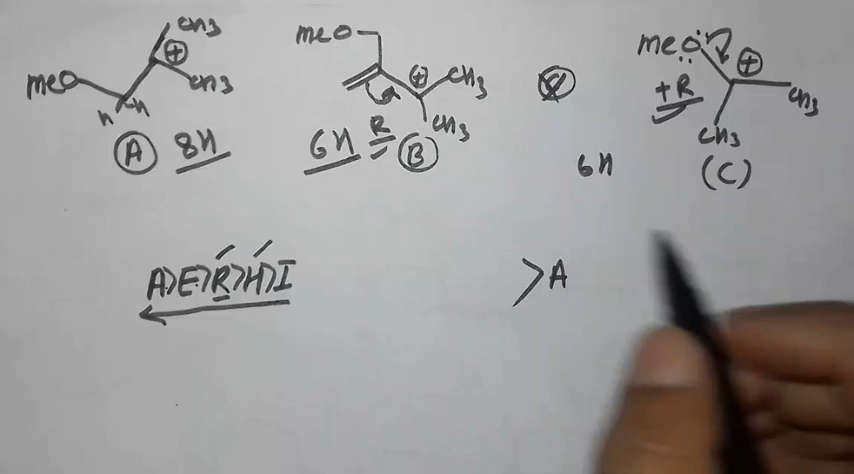 CH3
meO
CH3
H H
A 8H
meO
CH3
CH3
6H R B
meO
+R
CH3
CH3
6H (C)
A>E>R>H>I
>A